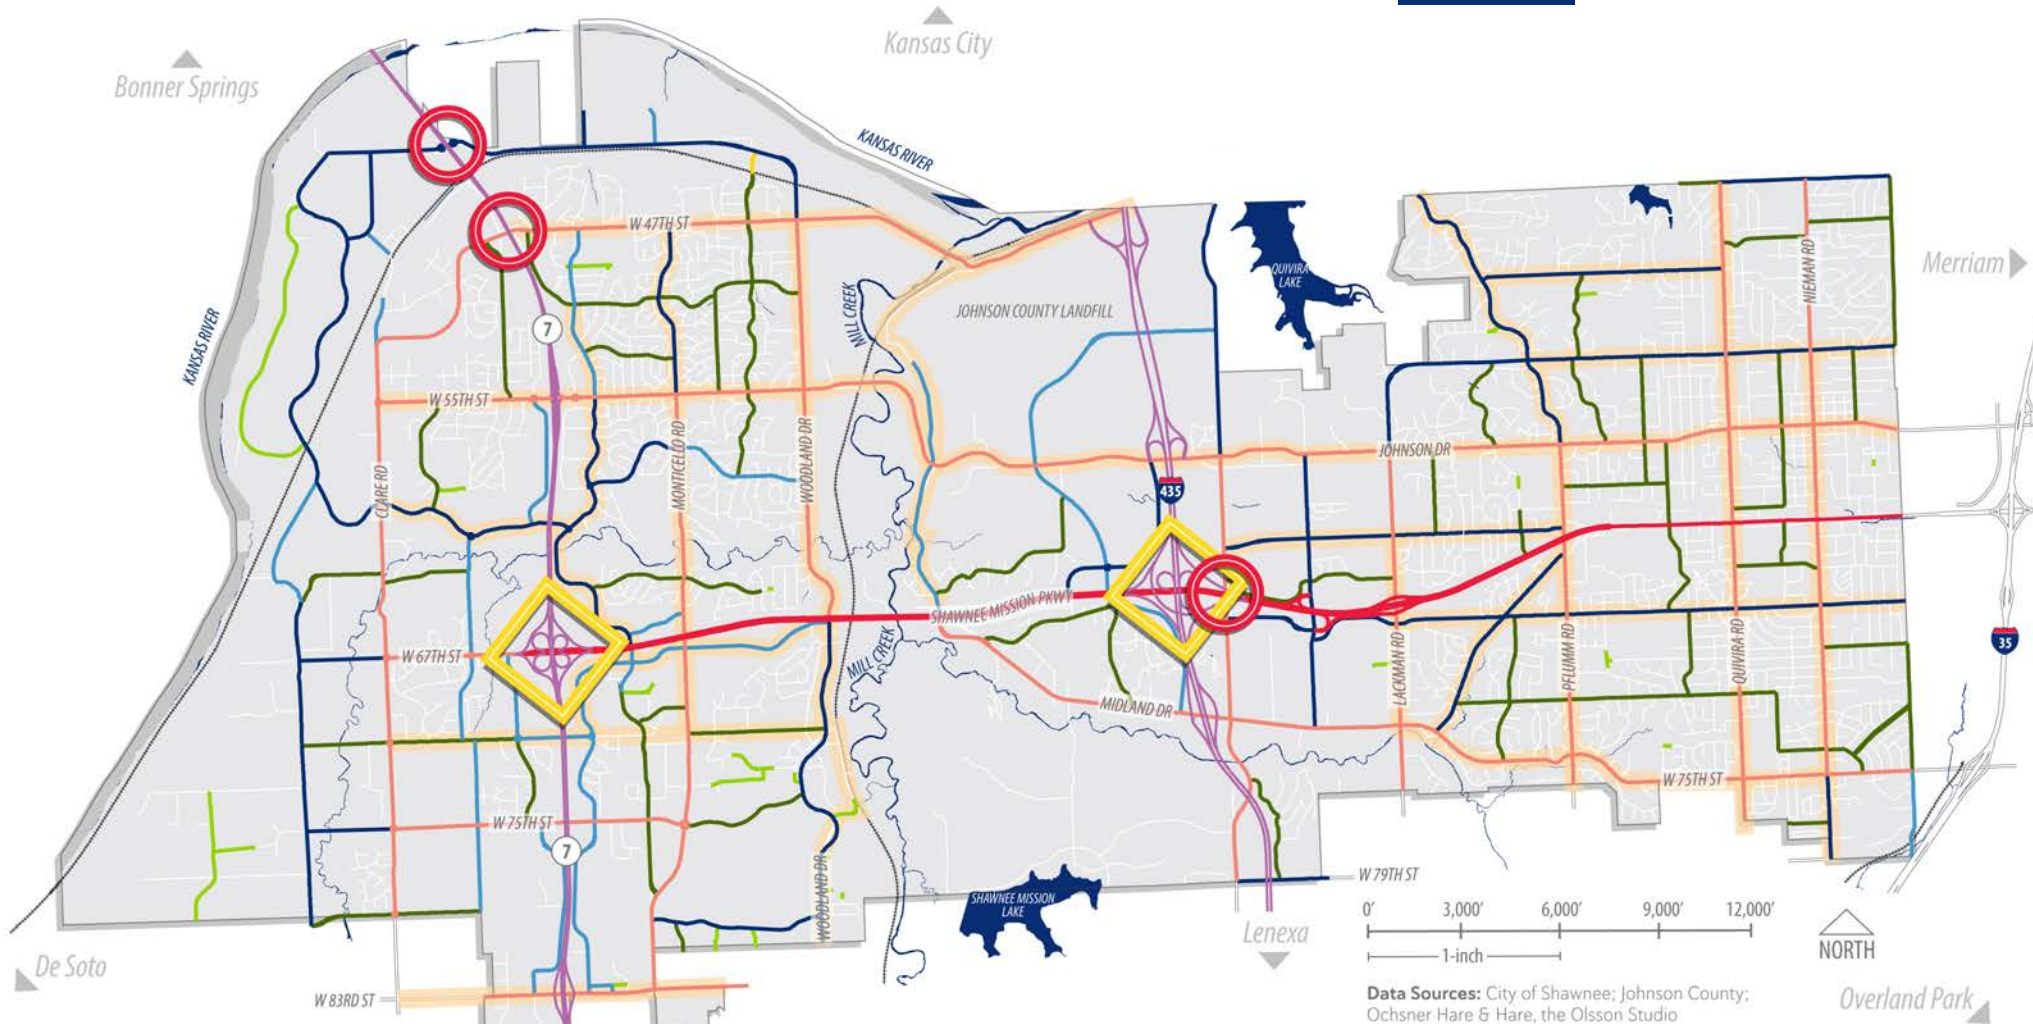 Kansas City
Bonner Springs
KANSAS RIVER
W 47TH ST
QUIVIRA
LAKE
NIEMAN RD
Merriam
MILL CREEK
JOHNSON COUNTY LANDFILL
7
KANSAS RIVER
W 55TH ST
MONTICELLO RD
WOODLAND DR
JOHNSON DR
CLARE RD
435
SHAWNEE MISSION PKWY
W 67TH ST
MILL CREEK
LACKMAN RD
PFLUMM RD
QUIVIRA RD
35
MIDLAND DR
W 75TH ST
W 75TH ST
7
WOODLAND DR
SHAWNEE MISSION
LAKE
W 79TH ST
0' 3,000' 6,000' 9,000' 12,000'
1-inch
NORTH
Lenexa
De Soto
W 83RD ST
Data Sources: City of Shawnee; Johnson County;
Ochsner Hare & Hare, the Olsson Studio
Overland Park